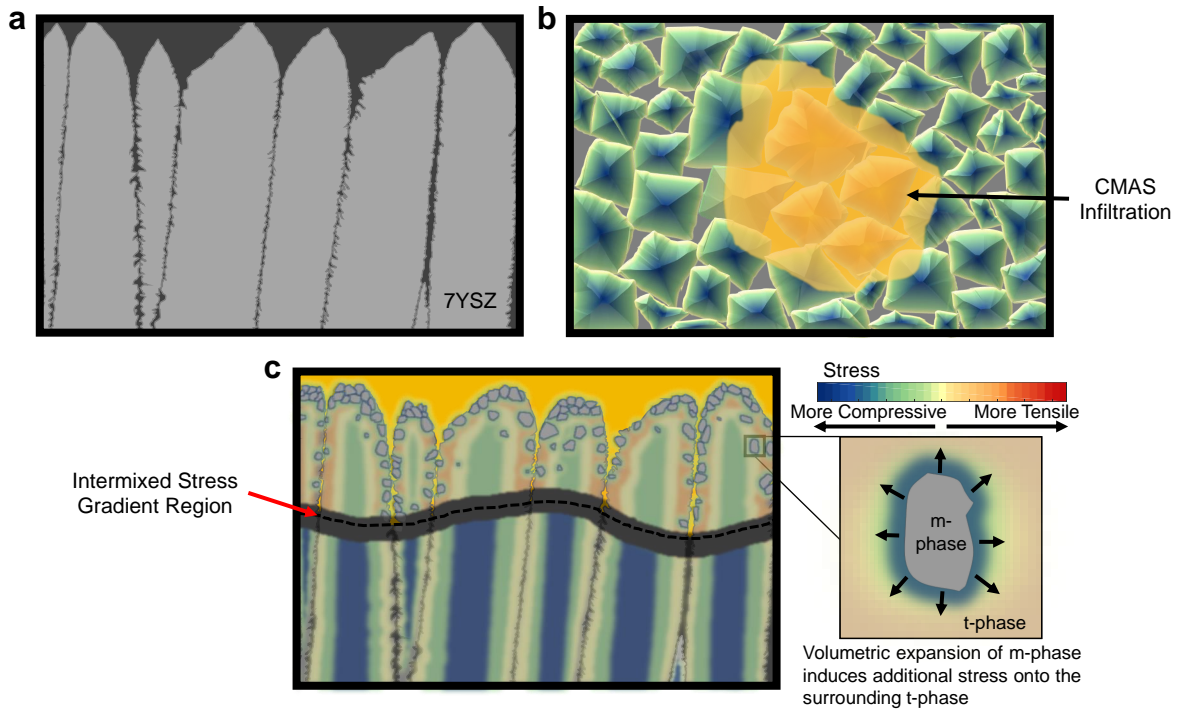 a
7YSZ
b
CMAS
Infiltration
c
Intermixed Stress
Gradient Region
Stress
More Compressive
More Tensile
m-
phase
t-phase
Volumetric expansion of m-phase
induces additional stress onto the
surrounding t-phase